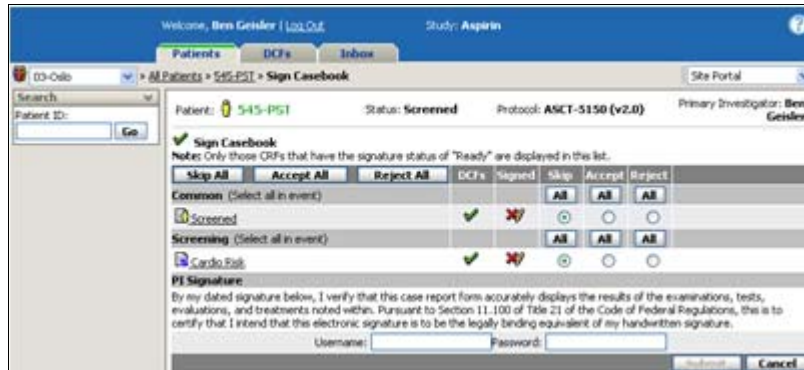 Welcome, Ben Geisler | Log Out
Study: Aspirin
Patients
DCFs
Inbox
03-Oslo
» All Patients » 545-PST » Sign Casebook
Site Portal
Search
Patient ID:
Go
Patient: 545-PST
Status: Screened
Protocol: ASCT-5150 (v2.0)
Primary Investigator: Ben
Geisler
Sign Casebook
Note: Only those CRFs that have the signature status of "Ready" are displayed in this list.
Skip All Accept All Reject All DCFs Signed Skip Accept Reject
Common (Select all in event) All All All
Screened
Screening (Select all in event) All All All
Cardio Risk
PI Signature
By my dated signature below, I verify that this case report form accurately displays the results of the examinations, tests,
evaluations, and treatments noted within. Pursuant to Section 11.100 of Title 21 of the Code of Federal Regulations, this is to
certify that I intend that this electronic signature is to be the legally binding equivalent of my handwritten signature.
Username: Password:
Submit Cancel